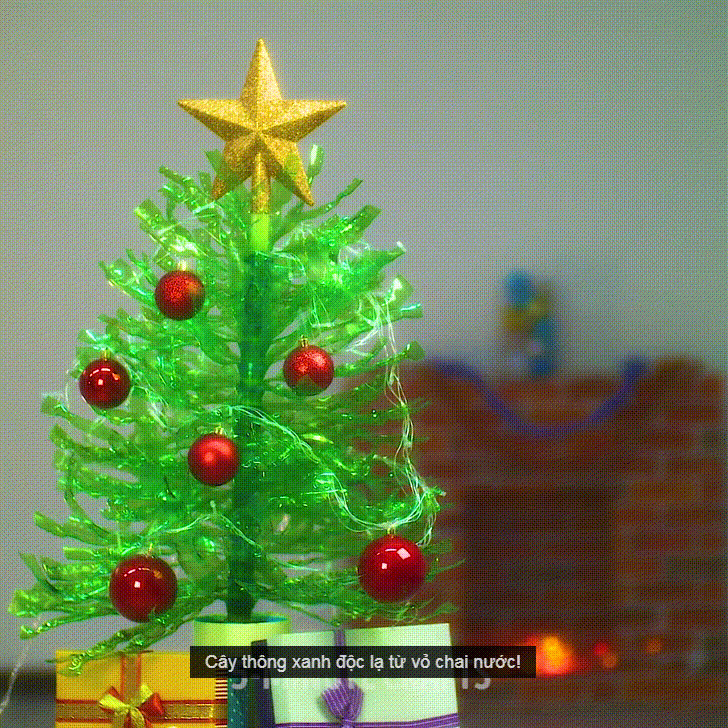 Cây thông xanh độc lạ từ vỏ chai nước!